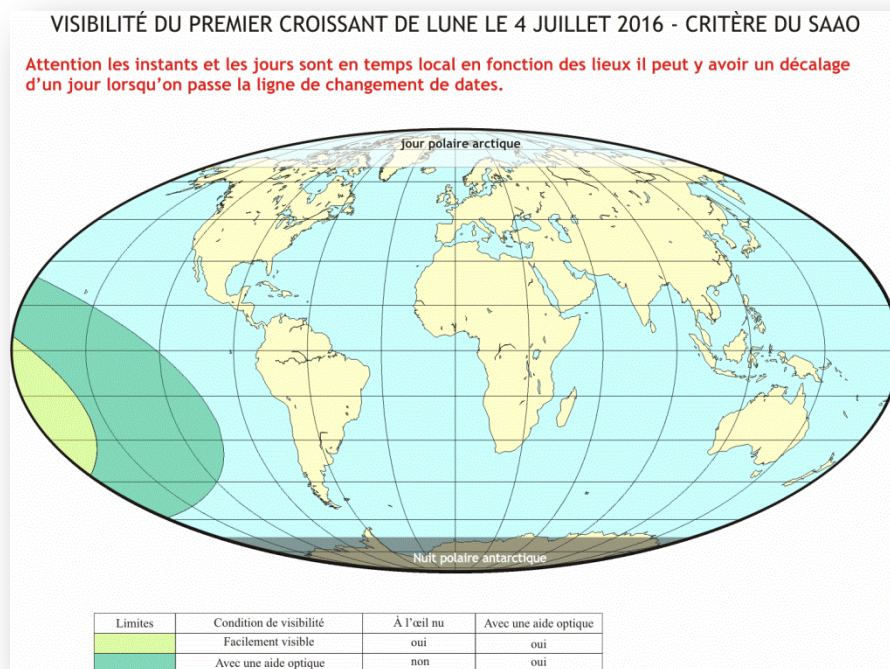 VISIBILITÉ DU PREMIER CROISSANT DE LUNE LE 4 JUILLET 2016 - CRITÈRE DU SAAO
Attention les instants et les jours sont en temps local en fonction des lieux il peut y avoir un décalage
d'un jour lorsqu'on passe la ligne de changement de dates.
jour polaire arctique
Nuit polaire antarctique
Limites Condition de visibilité À l'œil nu Avec une aide optique
Facilement visible oui oui
Avec une aide optique non oui